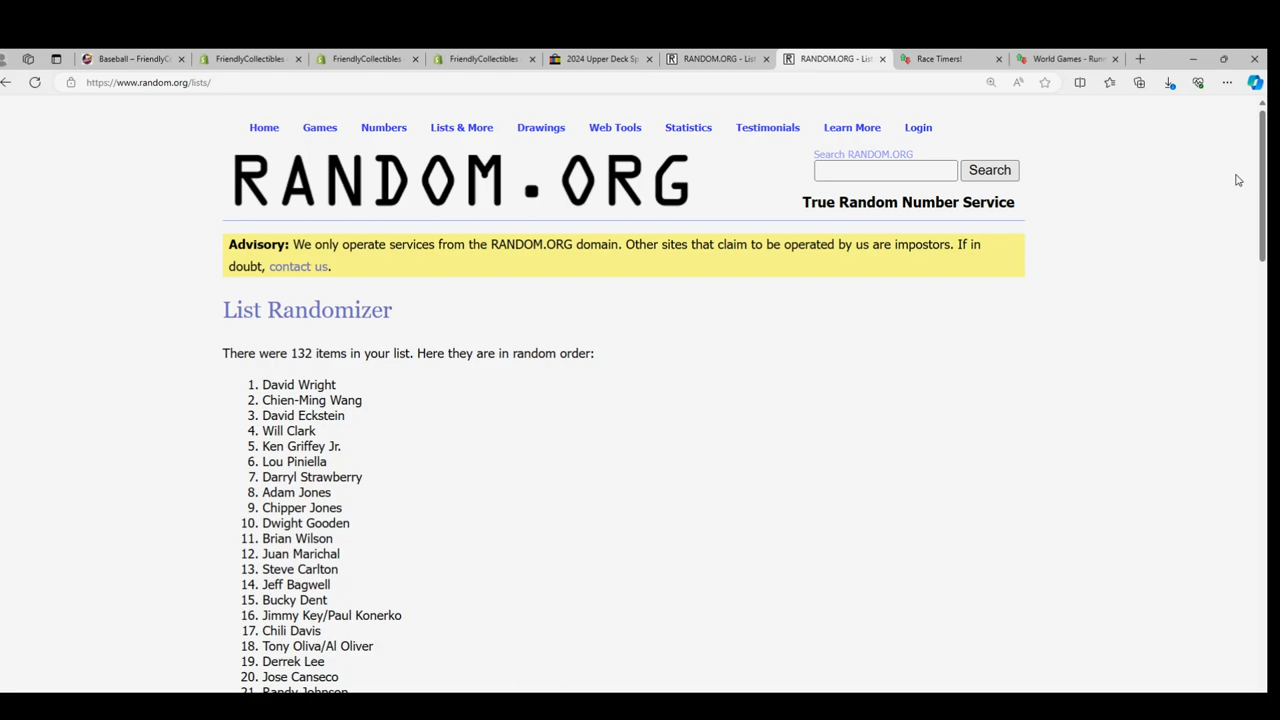 Baseball – FriendlyCo
FriendlyCollectibles -
FriendlyCollectibles
FriendlyCollectibles
2024 Upper Deck Sp
RANDOM.ORG - List
RANDOM.ORG - List
Race Timers!
World Games - Run
https://www.random.org/lists/
Home
Games
Numbers
Lists & More
Drawings
Web Tools
Statistics
Testimonials
Learn More
Login
RANDOM.ORG
Search RANDOM.ORG
Search
True Random Number Service
Advisory: We only operate services from the RANDOM.ORG domain. Other sites that claim to be operated by us are impostors. If in
doubt, contact us.
List Randomizer
There were 132 items in your list. Here they are in random order:
1. David Wright
2. Chien-Ming Wang
3. David Eckstein
4. Will Clark
5. Ken Griffey Jr.
6. Lou Piniella
7. Darryl Strawberry
8. Adam Jones
9. Chipper Jones
10. Dwight Gooden
11. Brian Wilson
12. Juan Marichal
13. Steve Carlton
14. Jeff Bagwell
15. Bucky Dent
16. Jimmy Key/Paul Konerko
17. Chili Davis
18. Tony Oliva/Al Oliver
19. Derrek Lee
20. Jose Canseco
21. Randy Johnson